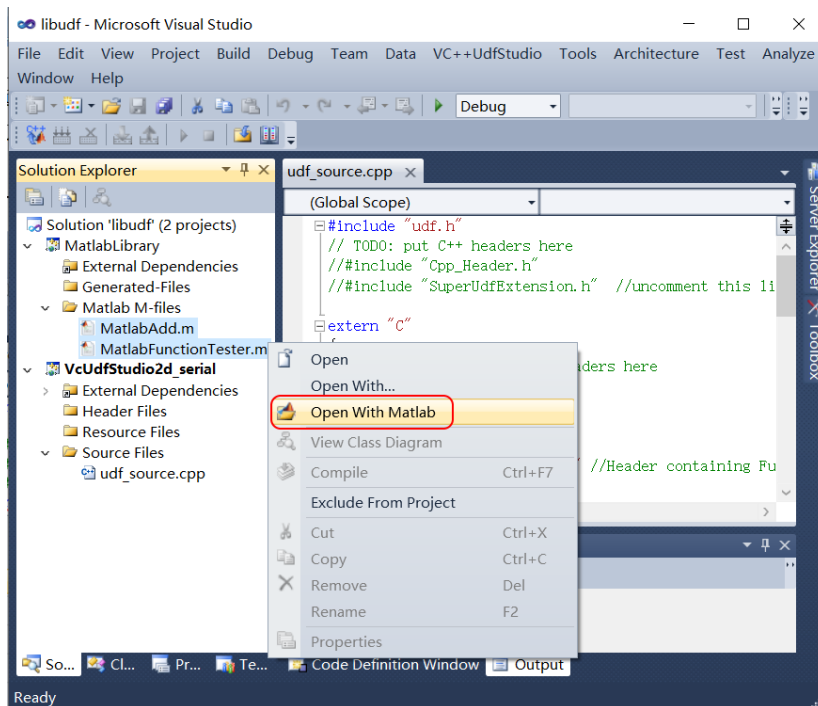 libudf - Microsoft Visual Studio
File Edit View Project Build Debug Team Data VC++UdfStudio Tools Architecture Test Analyze
Window Help
Debug
Solution Explorer
udf_source.cpp
(Global Scope)
Solution 'libudf' (2 projects)
MatlabLibrary
External Dependencies
Generated-Files
Matlab M-files
MatlabAdd.m
MatlabFunctionTester.m
VcUdfStudio2d_serial
External Dependencies
Header Files
Resource Files
Source Files
udf_source.cpp
#include "udf.h"
// TODO: put C++ headers here
//#include "Cpp_Header.h"
//#include "SuperUdfExtension.h" //uncomment this li
extern "C"
{
ders here
" //Header containing Fu
Open
Open With...
Open With Matlab
View Class Diagram
Compile Ctrl+F7
Exclude From Project
Cut Ctrl+X
Copy Ctrl+C
Remove Del
Rename F2
Properties
Server Explorer
Toolbox
So... Cl... Pr... Te... Code Definition Window Output
Ready